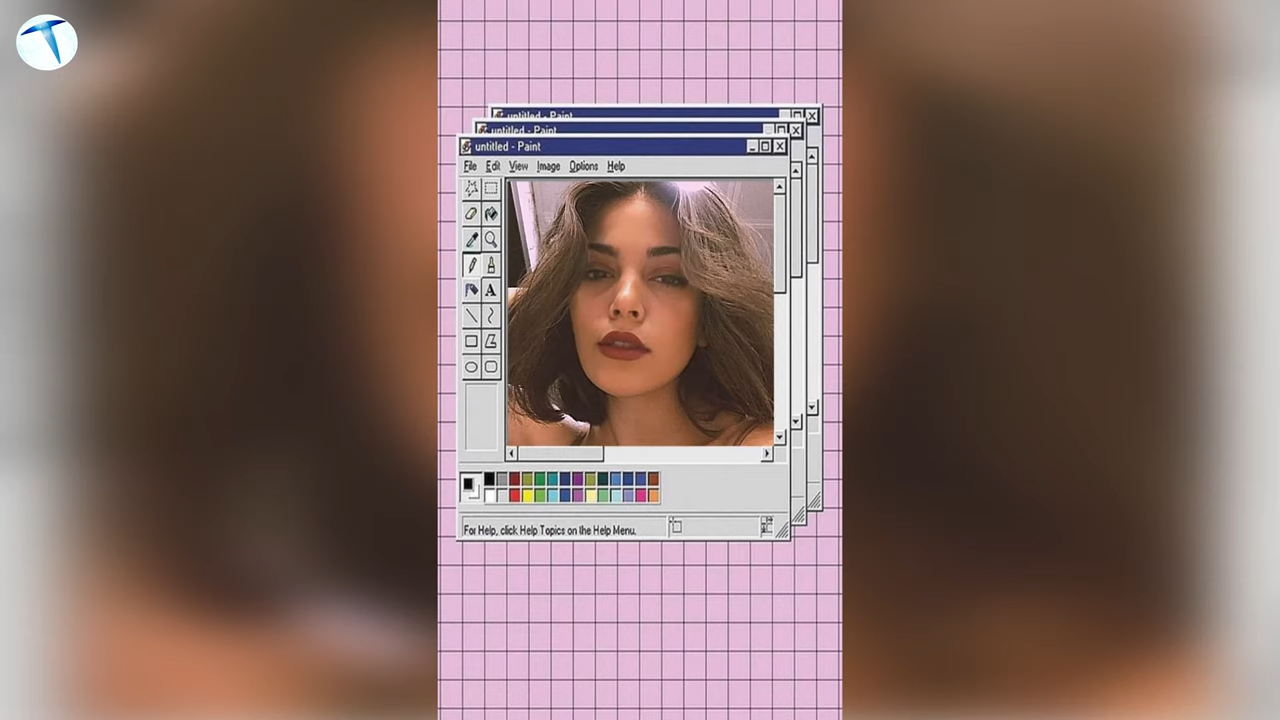 untitled - Paint
untitled - Paint
untitled - Paint
File Edit View Image Options Help
A
For Help, click Help Topics on the Help Menu.